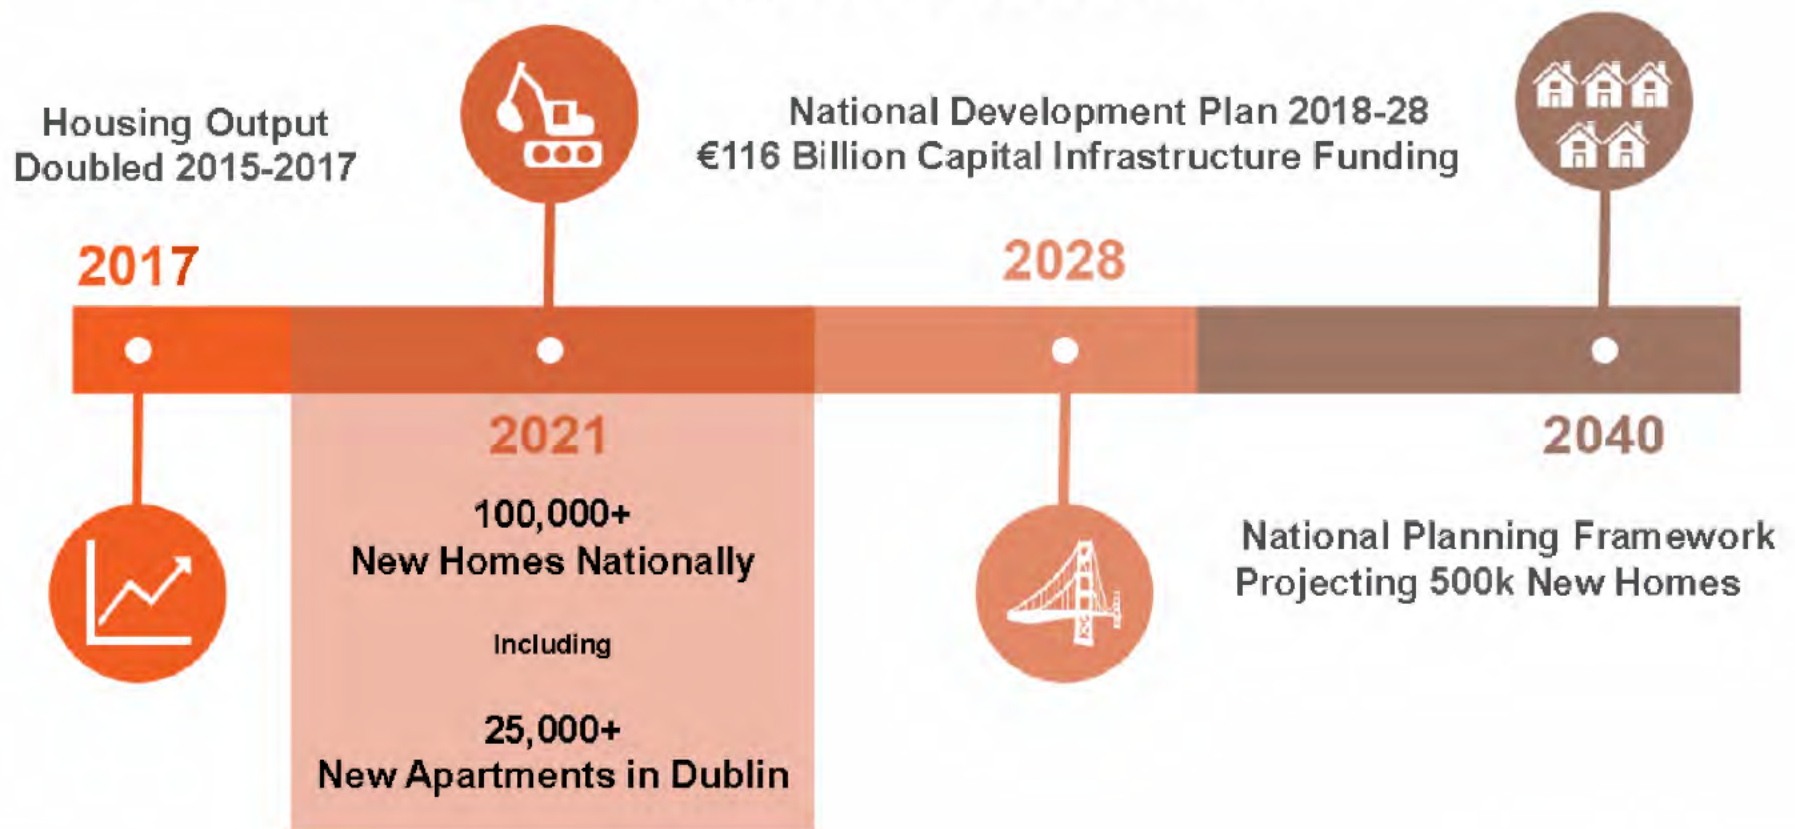 Housing Output
Doubled 2015-2017
2017
2021
100,000+
New Homes Nationally
Including
25,000+
New Apartments in Dublin
National Development Plan 2018-28
€116 Billion Capital Infrastructure Funding
2028
2040
National Planning Framework
Projecting 500k New Homes